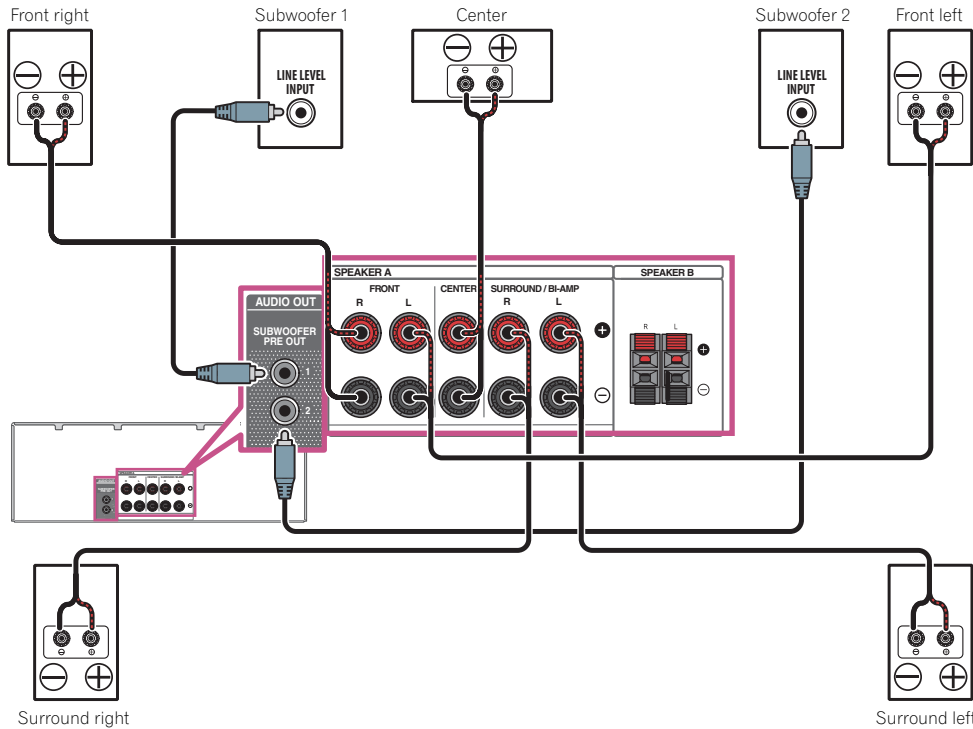 Front right
Subwoofer 1
Center
Subwoofer 2
Front left
LINE LEVEL
INPUT
LINE LEVEL
INPUT
SPEAKER A
SPEAKER B
FRONT
CENTER
SURROUND / BI-AMP
R
L
R
L
AUDIO OUT
SUBWOOFER
PRE OUT
1
2
R
L
Surround right
Surround left